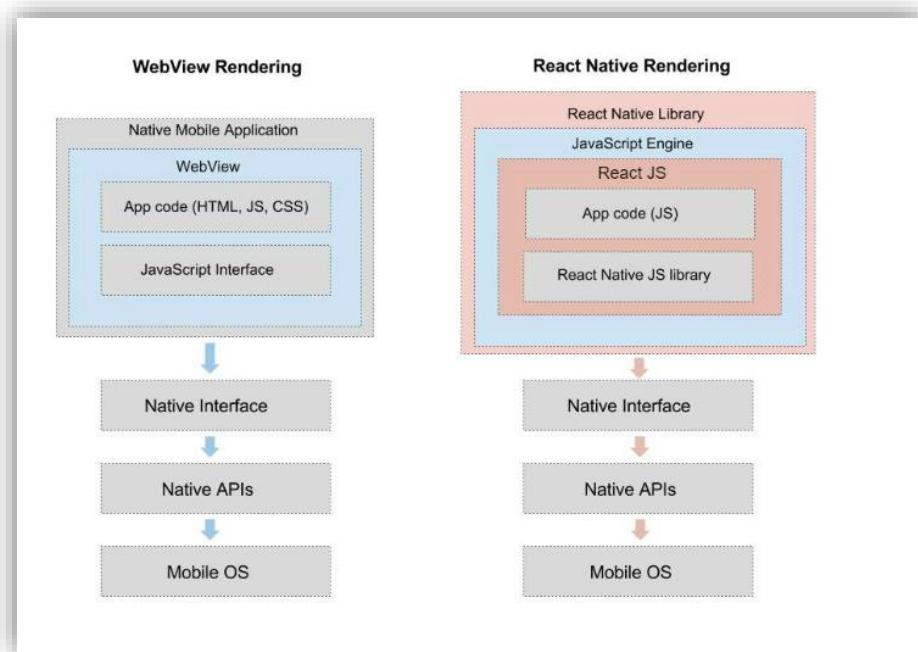 WebView Rendering
Native Mobile Application
WebView
App code (HTML, JS, CSS)
JavaScript Interface
Native Interface
Native APIs
Mobile OS
React Native Rendering
React Native Library
JavaScript Engine
React JS
App code (JS)
React Native JS library
Native Interface
Native APIs
Mobile OS